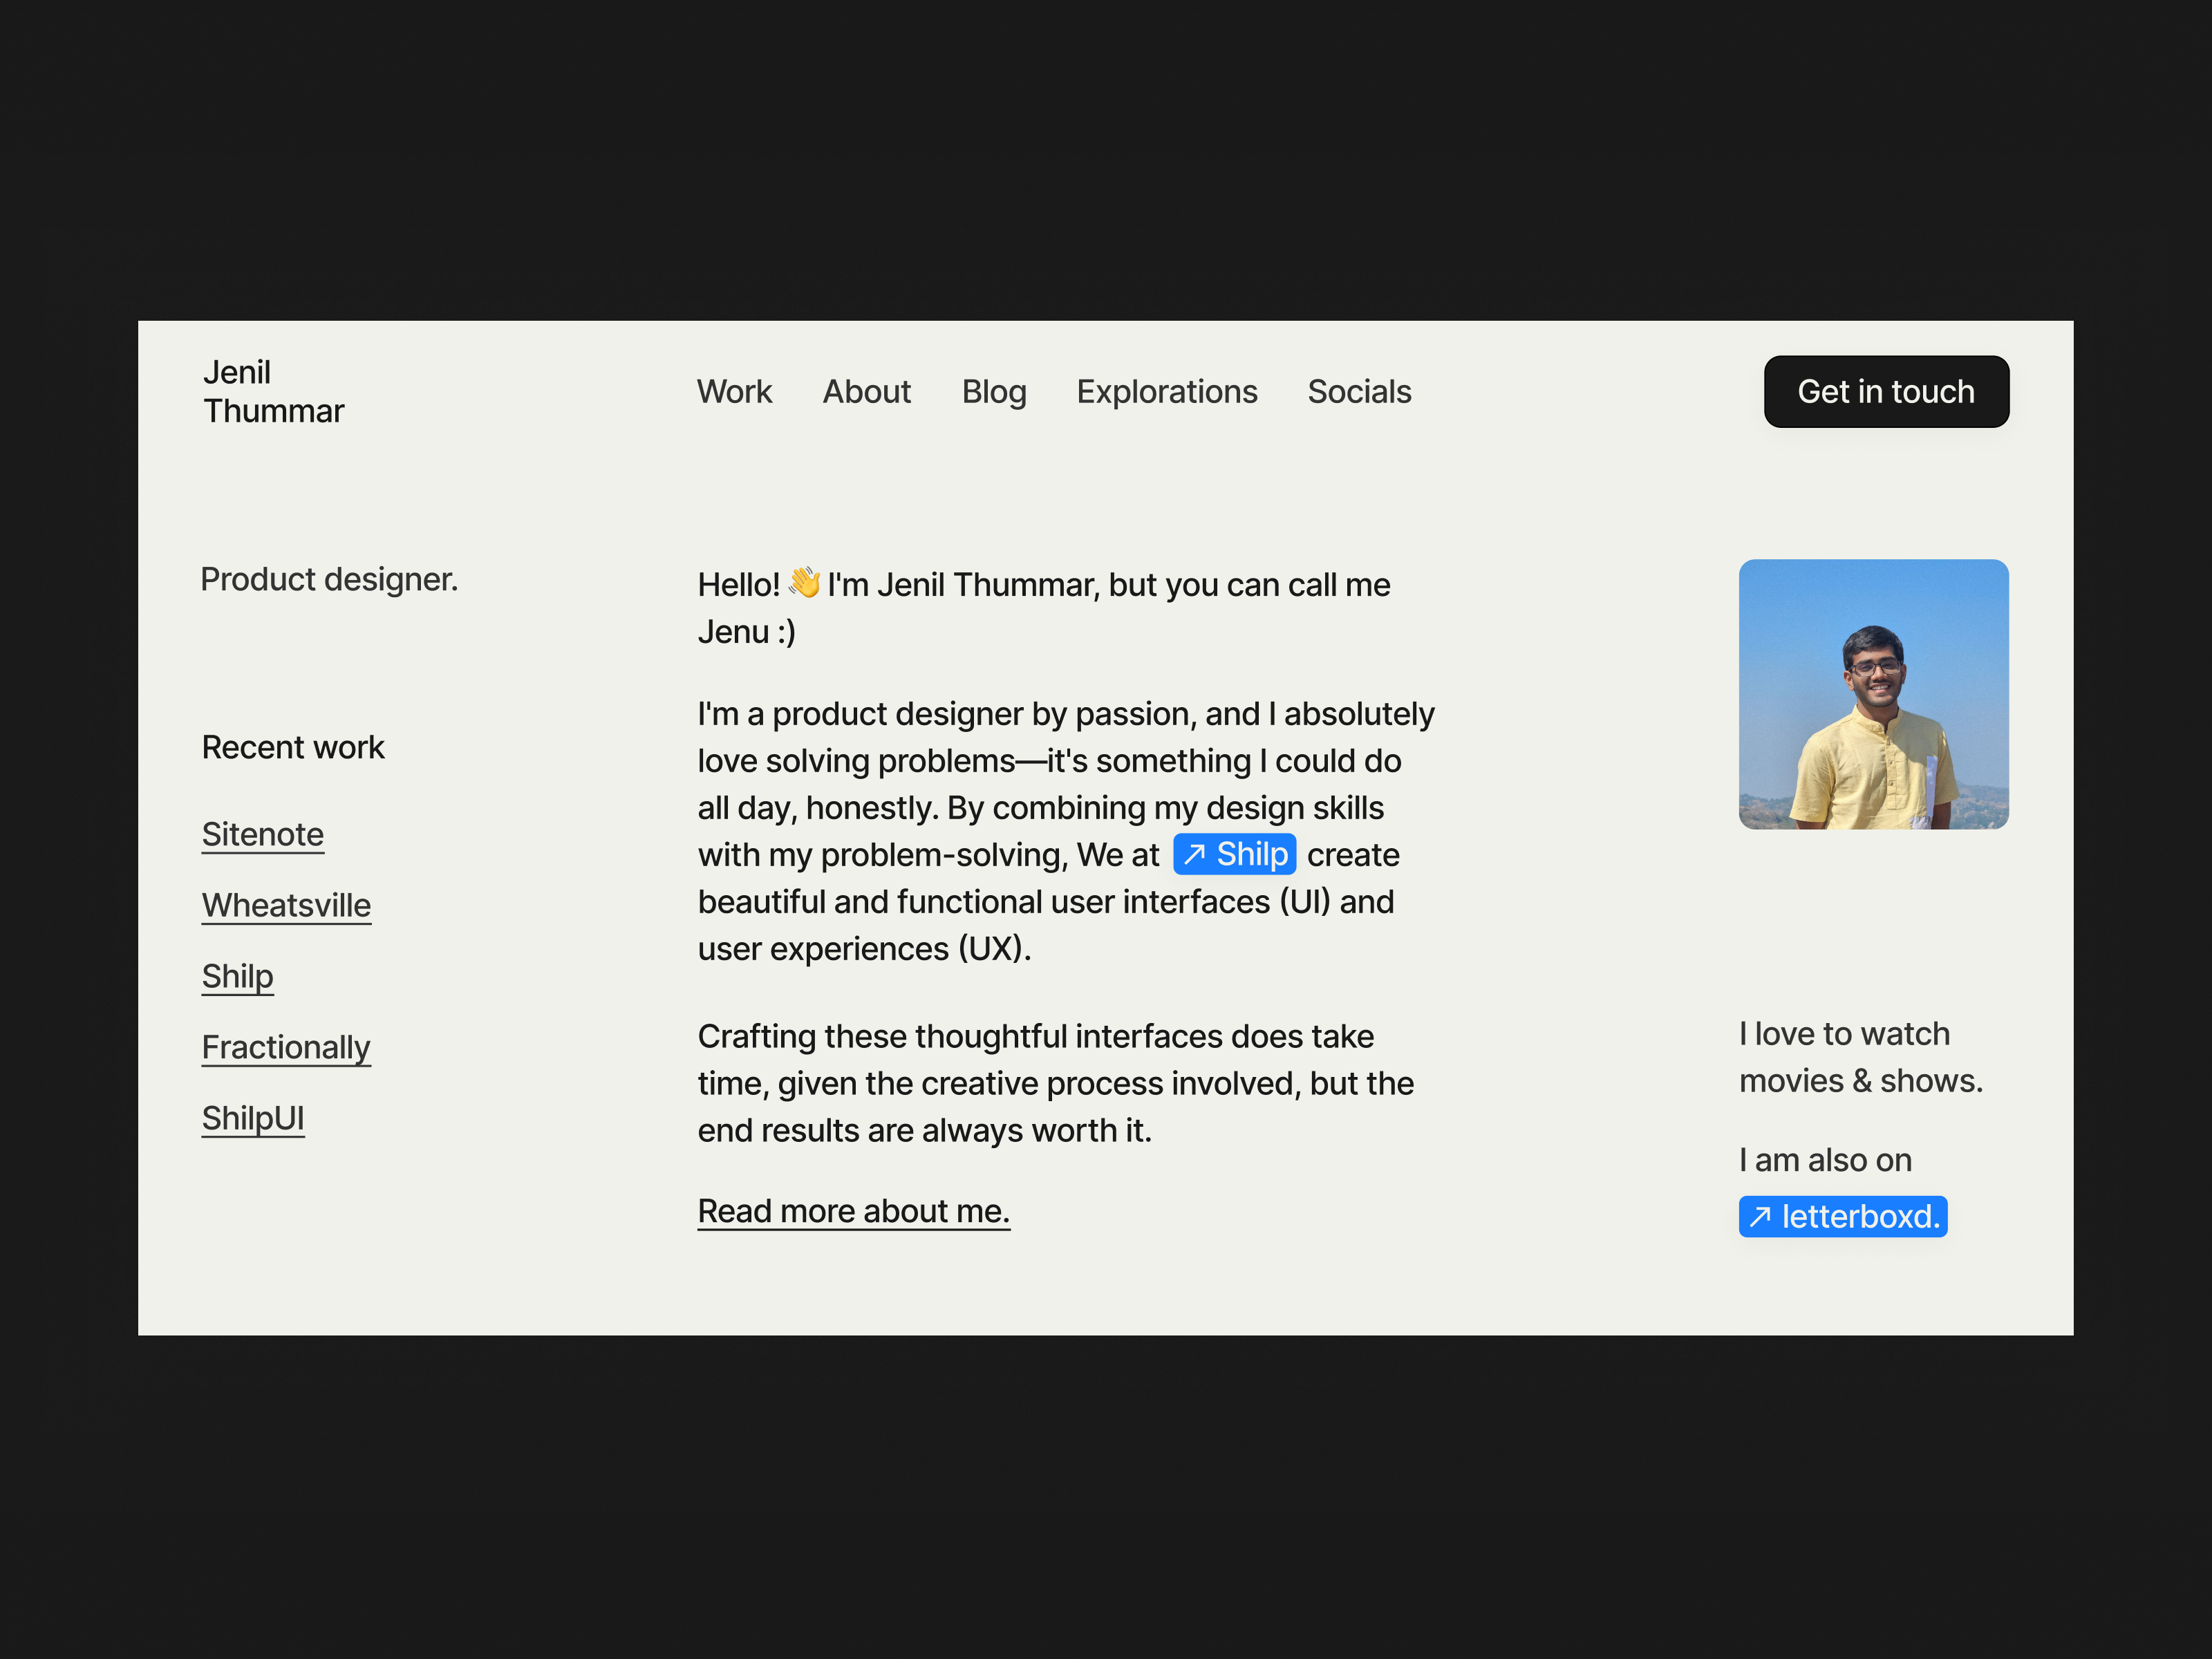 Jenil
Thummar
Work About Blog Explorations Socials
Get in touch
Product designer.
Recent work
Sitenote
Wheatsville
Shilp
Fractionally
ShilpUI
Hello! 👋 I'm Jenil Thummar, but you can call me
Jenu :)
I'm a product designer by passion, and I absolutely
love solving problems—it's something I could do
all day, honestly. By combining my design skills
with my problem-solving, We at ↗ Shilp create
beautiful and functional user interfaces (UI) and
user experiences (UX).
Crafting these thoughtful interfaces does take
time, given the creative process involved, but the
end results are always worth it.
Read more about me.
I love to watch
movies & shows.
I am also on
↗ letterboxd.